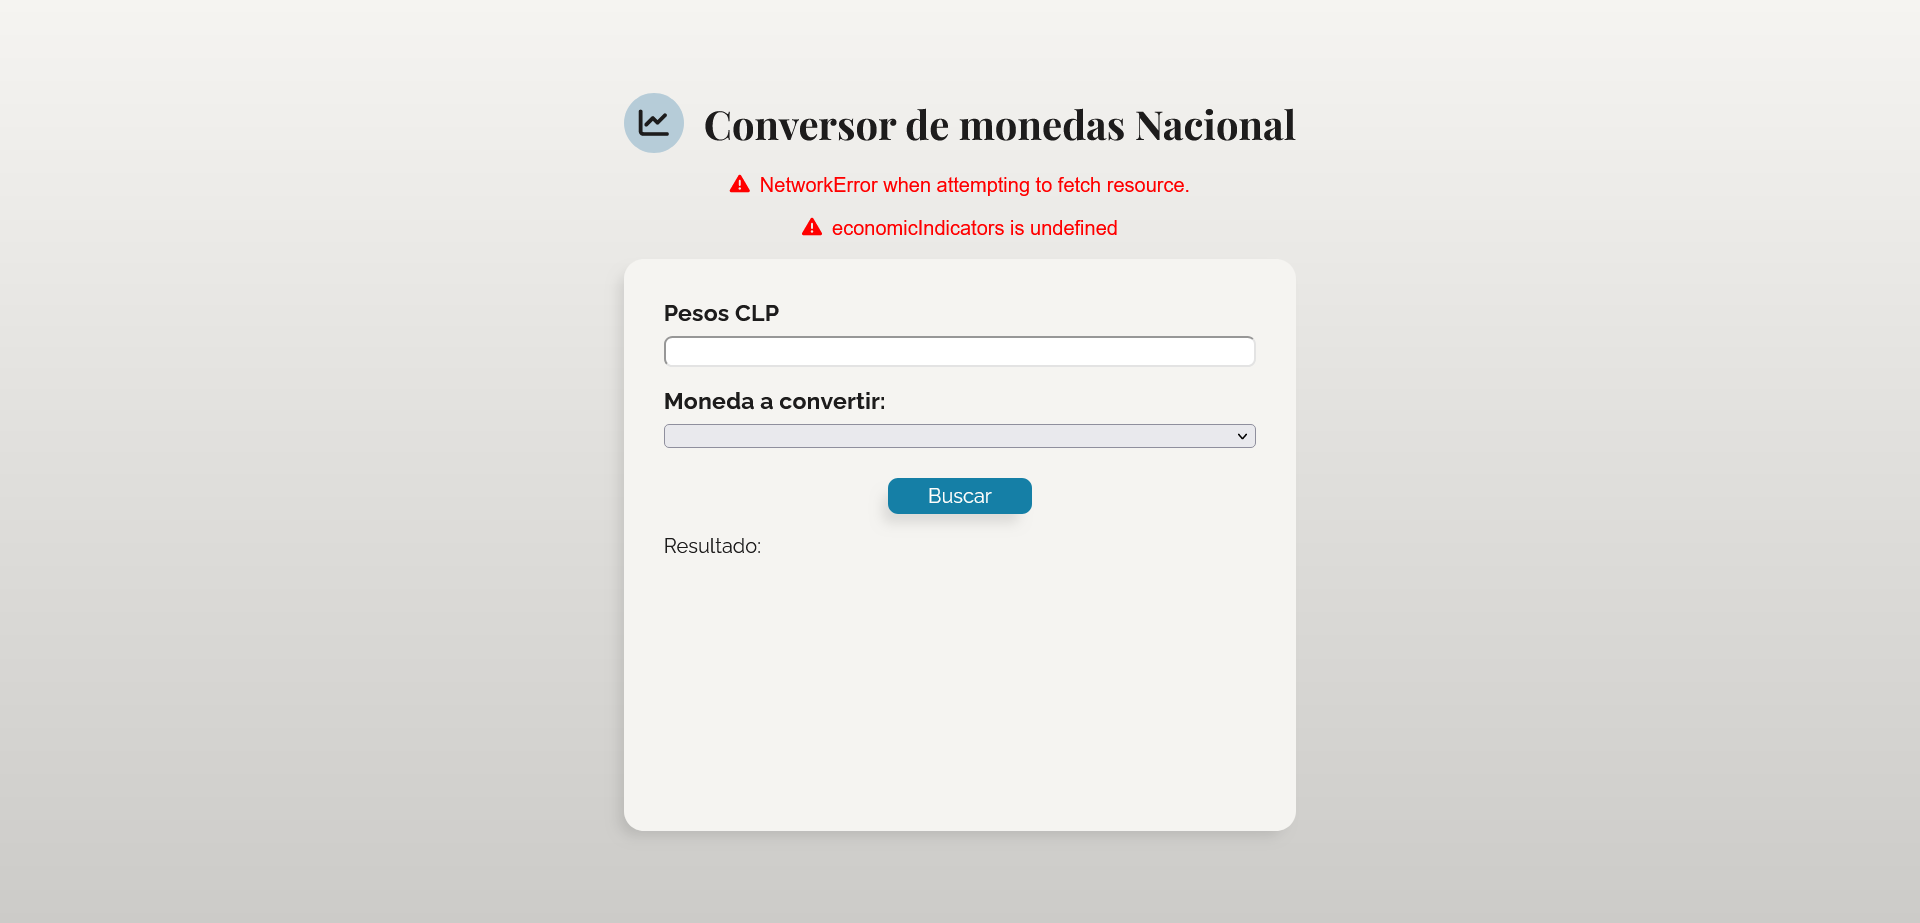 Conversor de monedas Nacional
NetworkError when attempting to fetch resource.
economicIndicators is undefined
Pesos CLP
Moneda a convertir:
Buscar
Resultado: